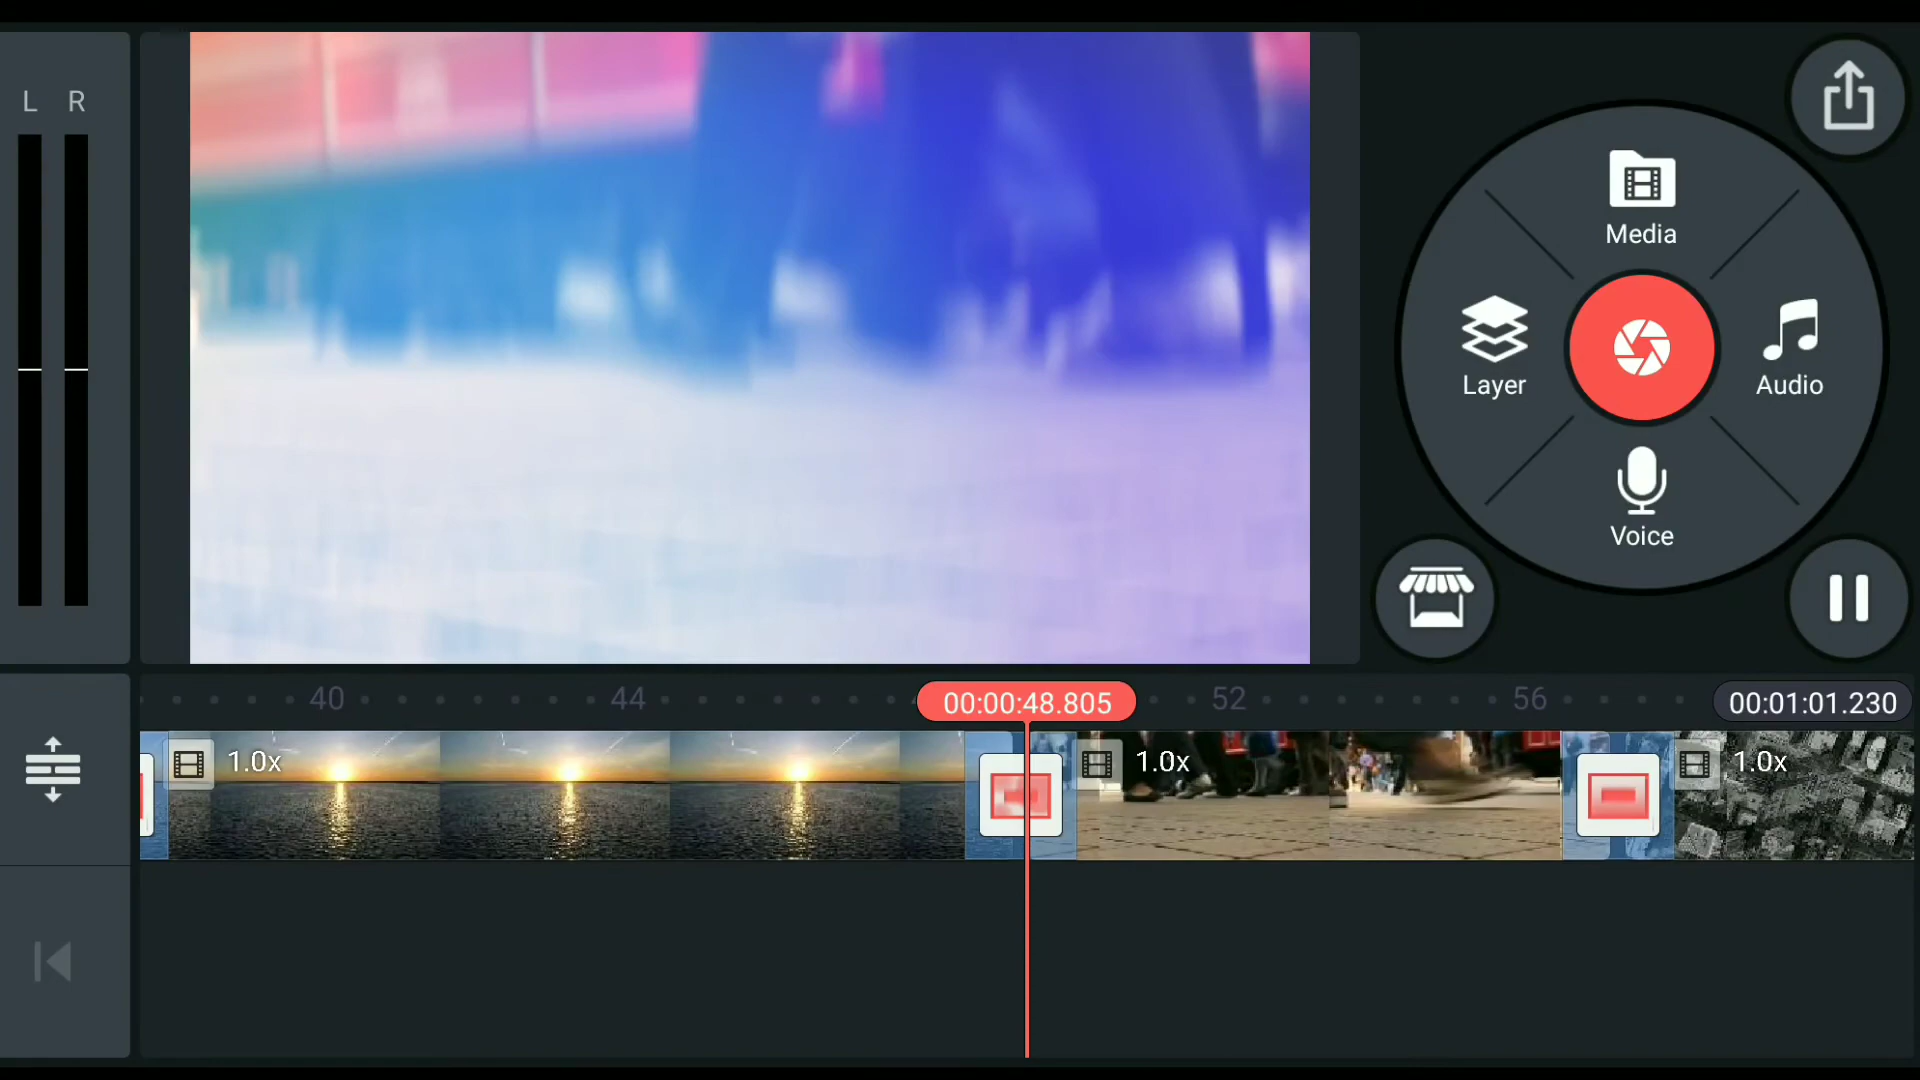 L R
Media
Layer
Audio
Voice
40 44 00:00:48.805 52 56 00:01:01.230
1.0x 1.0x 1.0x